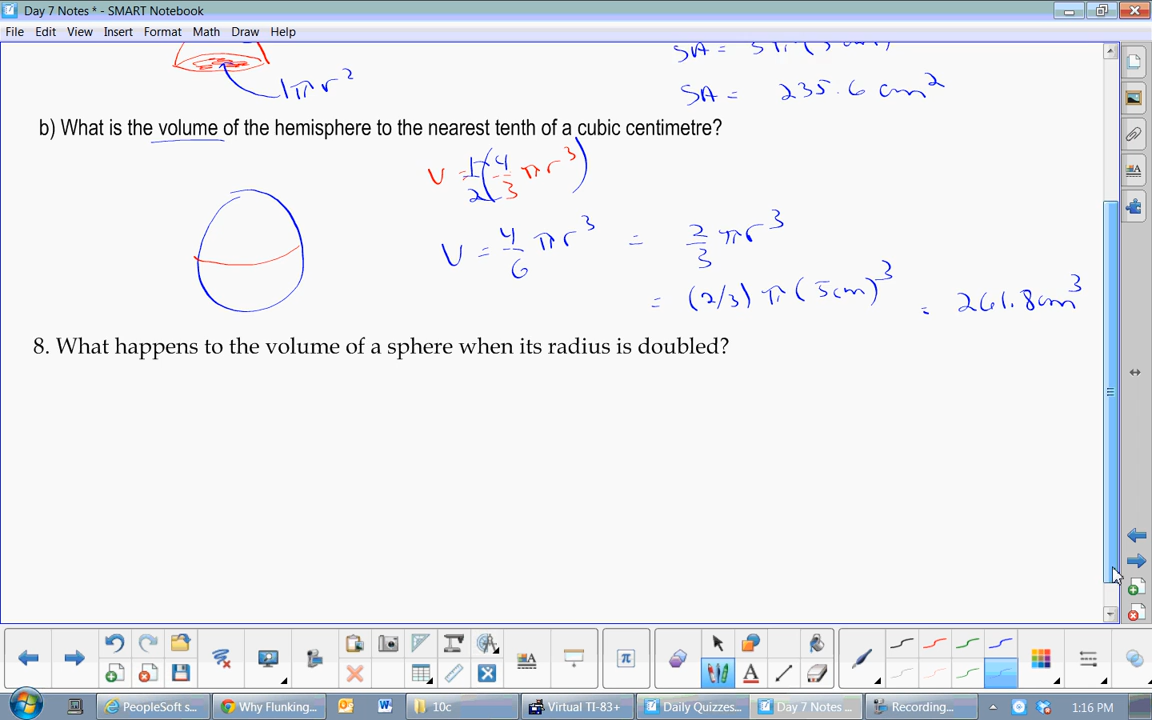 Day 7 Notes * - SMART Notebook
File Edit View Insert Format Math Draw Help
1πr²
SA = 235.6 cm²
b) What is the volume of the hemisphere to the nearest tenth of a cubic centimetre?
V = 1/2 (4/3 πr³)
V = 4/6 πr³ = 2/3 πr³
= (2/3) π (5cm)³ = 261.8cm³
8. What happens to the volume of a sphere when its radius is doubled?
PeopleSoft s... Why Flunking... 10c Virtual TI-83+ Daily Quizzes... Day 7 Notes ... Recording... 1:16 PM